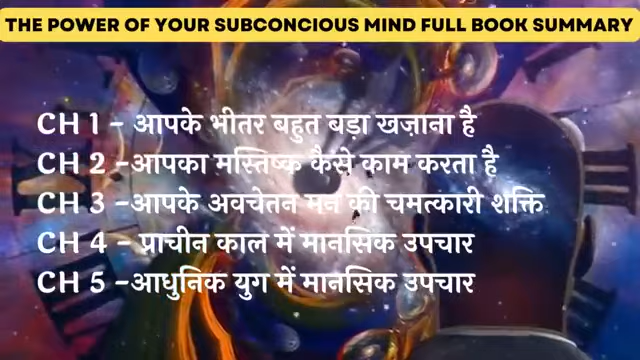 THE POWER OF YOUR SUBCONCIOUS MIND FULL BOOK SUMMARY
CH 1 - आपके भीतर बहुत बड़ा खज़ाना है
CH 2 -आपका मस्तिष्क कैसे काम करता है
CH 3 -आपके अवचेतन मन की चमत्कारी शक्ति
CH 4 - प्राचीन काल में मानसिक उपचार
CH 5 -आधुनिक युग में मानसिक उपचार